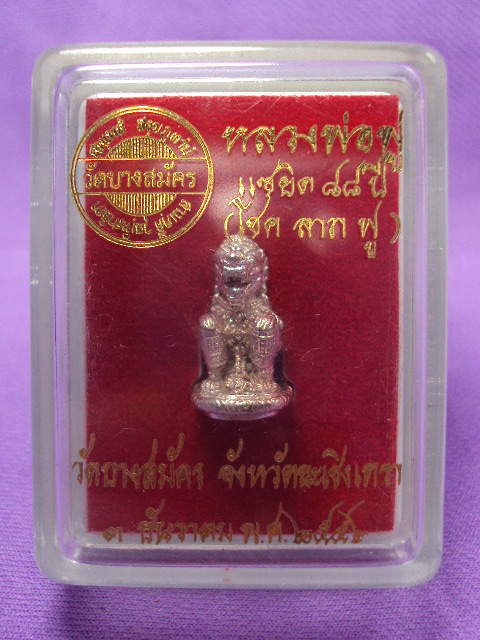 วัดบางสมัคร
หลวงพ่อฟู
แซยิด ๘๘ ปี
(โชค ลาภ ฟู)
วัดบางสมัคร จังหวัดฉะเชิงเทรา
๓ ธันวาคม พ.ศ.